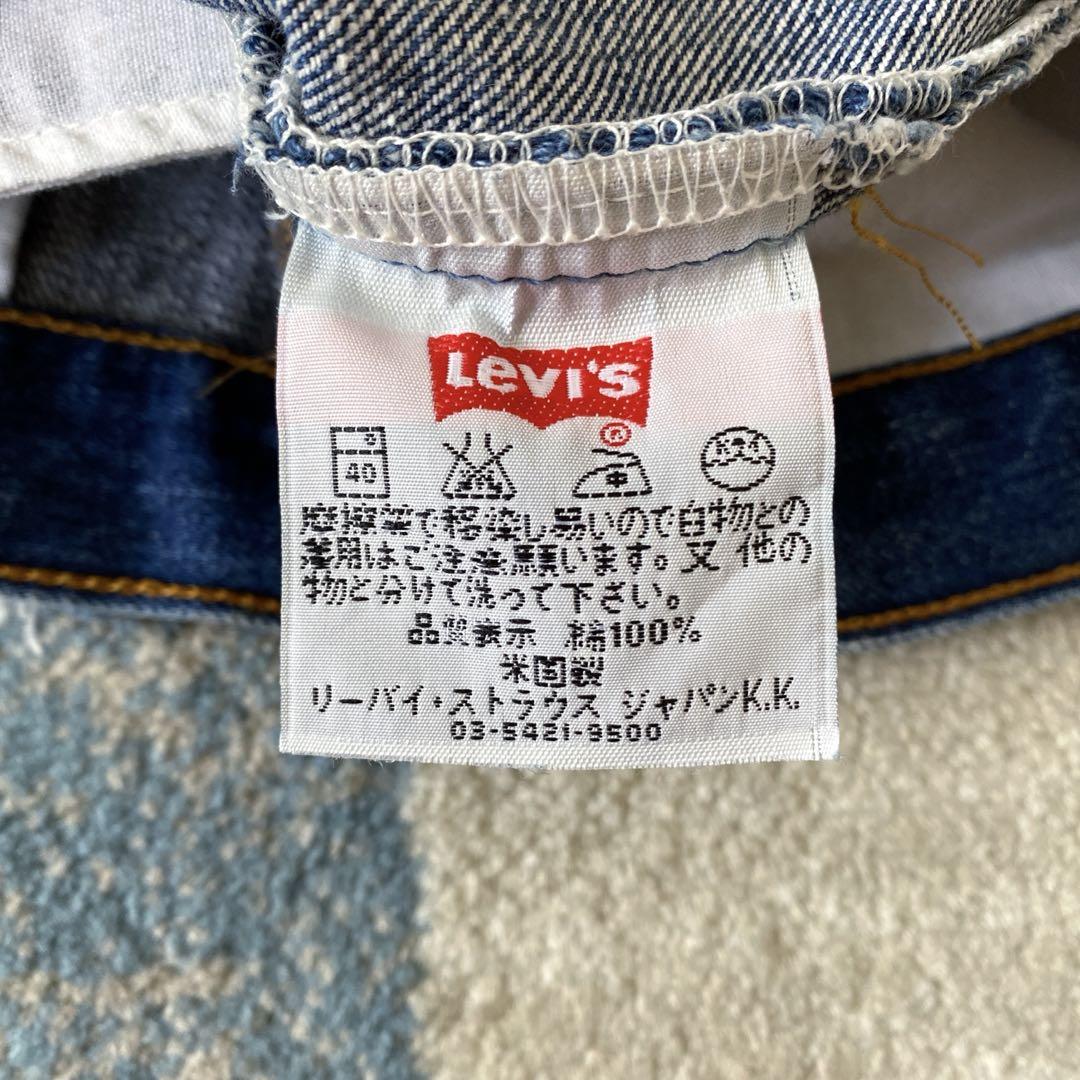 Levi's
®
40
中
摩擦等で移染し易いので白物との
着用はご注意願います。又 他の
物と分けて洗って下さい。
品質表示 綿100%
米国製
リーバイ・ストラウス ジャパンK.K.
03-5421-9500